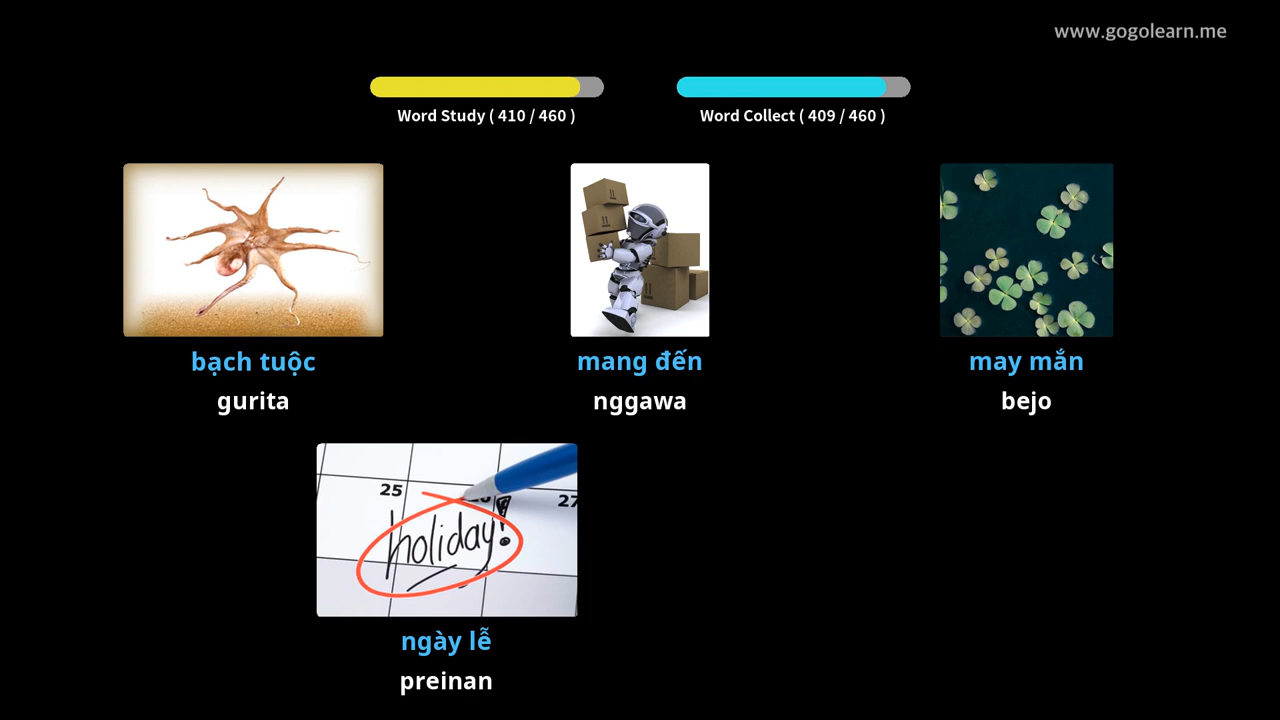 www.gogolearn.me
Word Study ( 410 / 460 )
Word Collect ( 409 / 460 )
bạch tuộc
gurita
mang đến
nggawa
may mắn
bejo
25
27
holiday!
ngày lễ
preinan